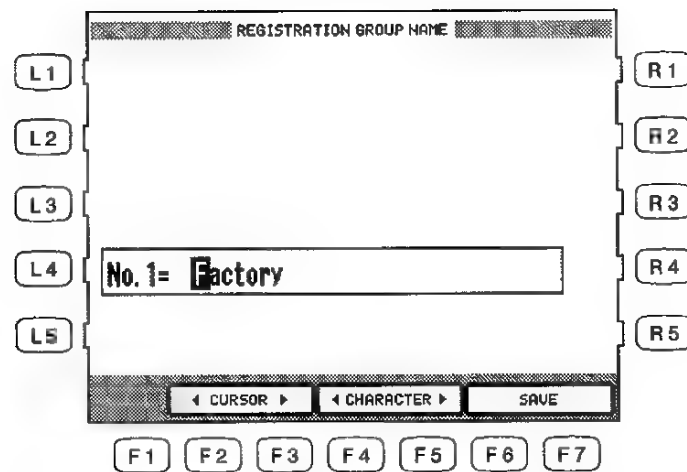 REGISTRATION GROUP NAME
L1
R1
L2
R2
L3
R3
L4
No. 1= Factory
R4
L5
R5
◄ CURSOR ► ◄ CHARACTER ► SAVE
F1 F2 F3 F4 F5 F6 F7